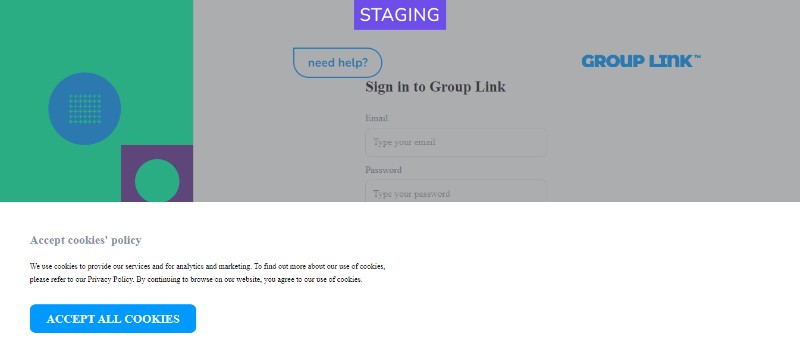 STAGING
need help?
GROUP LINK™
Sign in to Group Link
Email
Type your email
Password
Type your password
Accept cookies' policy
We use cookies to provide our services and for analytics and marketing. To find out more about our use of cookies,
please refer to our Privacy Policy. By continuing to browse on our website, you agree to our use of cookies.
ACCEPT ALL COOKIES